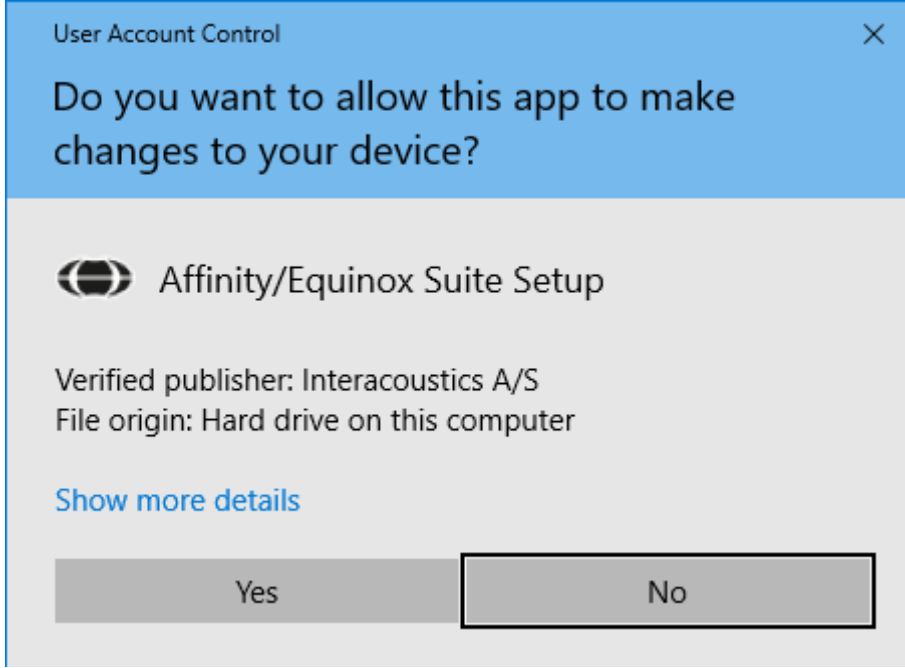 User Account Control
Do you want to allow this app to make
changes to your device?
Affinity/Equinox Suite Setup
Verified publisher: Interacoustics A/S
File origin: Hard drive on this computer
Show more details
Yes
No